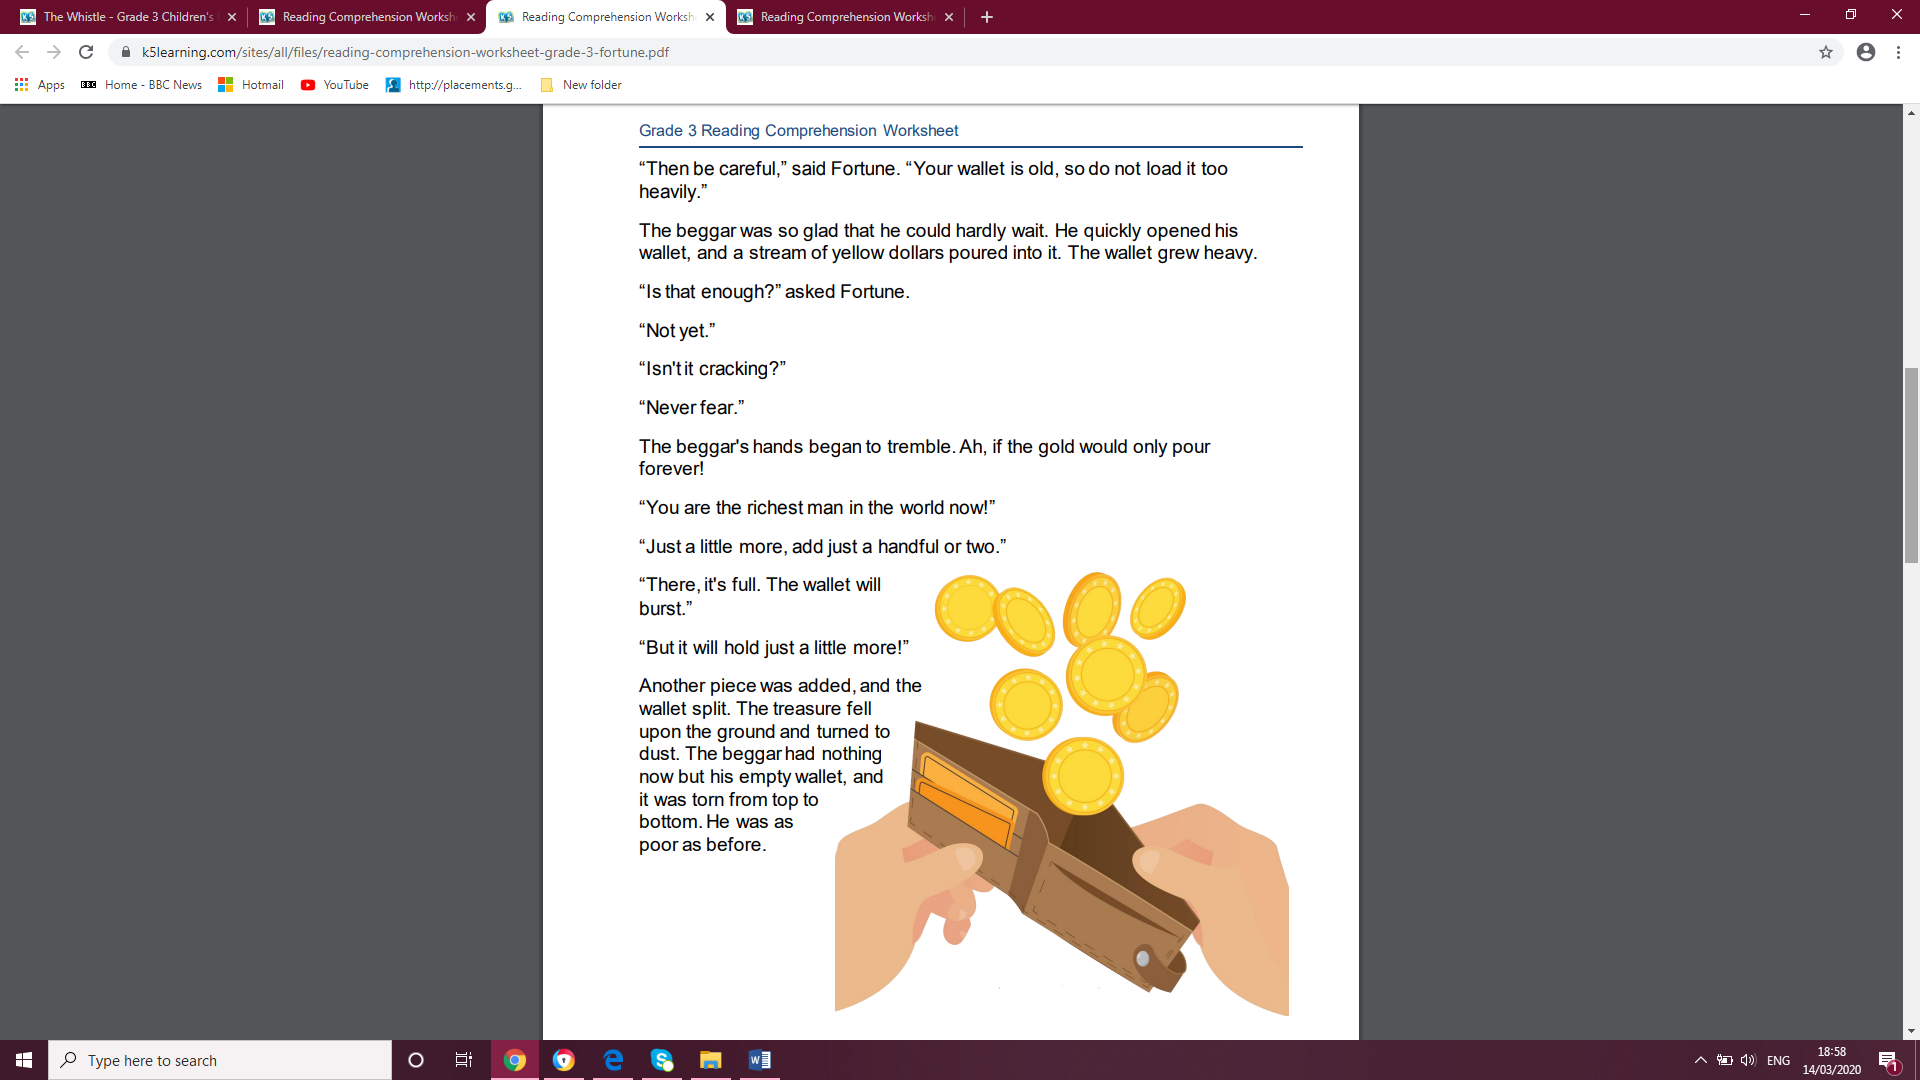 The Whistle - Grade 3 Children's
Reading Comprehension Worksh
Reading Comprehension Worksh
Reading Comprehension Worksh
k5learning.com/sites/all/files/reading-comprehension-worksheet-grade-3-fortune.pdf
Apps
BBC
Home - BBC News
Hotmail
YouTube
http://placements.g...
New folder
Grade 3 Reading Comprehension Worksheet
“Then be careful,” said Fortune. “Your wallet is old, so do not load it too
heavily.”
The beggar was so glad that he could hardly wait. He quickly opened his
wallet, and a stream of yellow dollars poured into it. The wallet grew heavy.
“Is that enough?” asked Fortune.
“Not yet.”
“Isn't it cracking?”
“Never fear.”
The beggar's hands began to tremble. Ah, if the gold would only pour
forever!
“You are the richest man in the world now!”
“Just a little more, add just a handful or two.”
“There, it's full. The wallet will
burst.”
“But it will hold just a little more!”
Another piece was added, and the
wallet split. The treasure fell
upon the ground and turned to
dust. The beggar had nothing
now but his empty wallet, and
it was torn from top to
bottom. He was as
poor as before.
Type here to search
ENG
18:58
14/03/2020
1